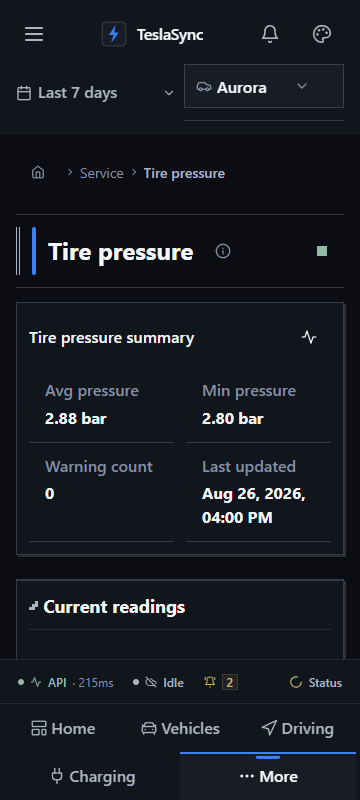 TeslaSync
Last 7 days
Aurora
Service
Tire pressure
Tire pressure
Tire pressure summary
Avg pressure
2.88 bar
Min pressure
2.80 bar
Warning count
0
Last updated
Aug 26, 2026,
04:00 PM
Current readings
API · 215ms
Idle
2
Status
Home
Vehicles
Driving
Charging
More